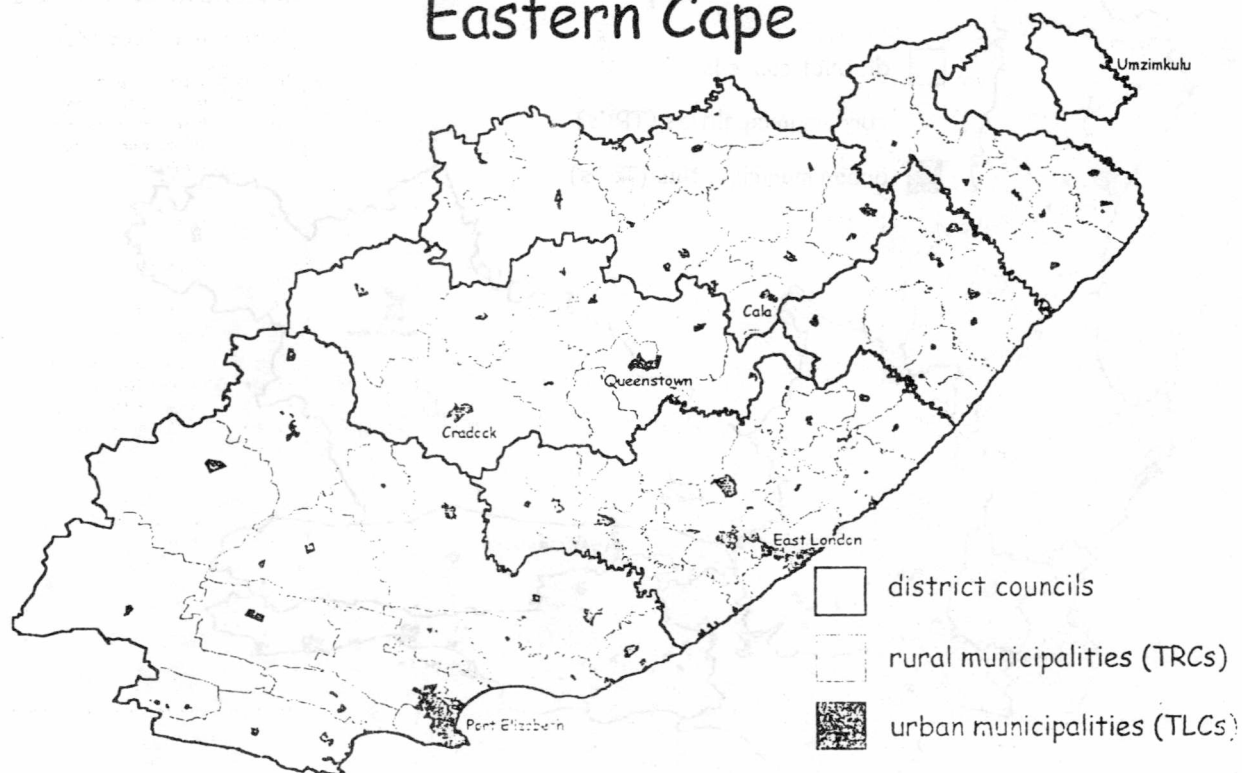 Eastern Cape
Umzimkulu
Cala
Queenstown
Cradock
East London
Port Elizabeth
district councils
rural municipalities (TRCs)
urban municipalities (TLCs)